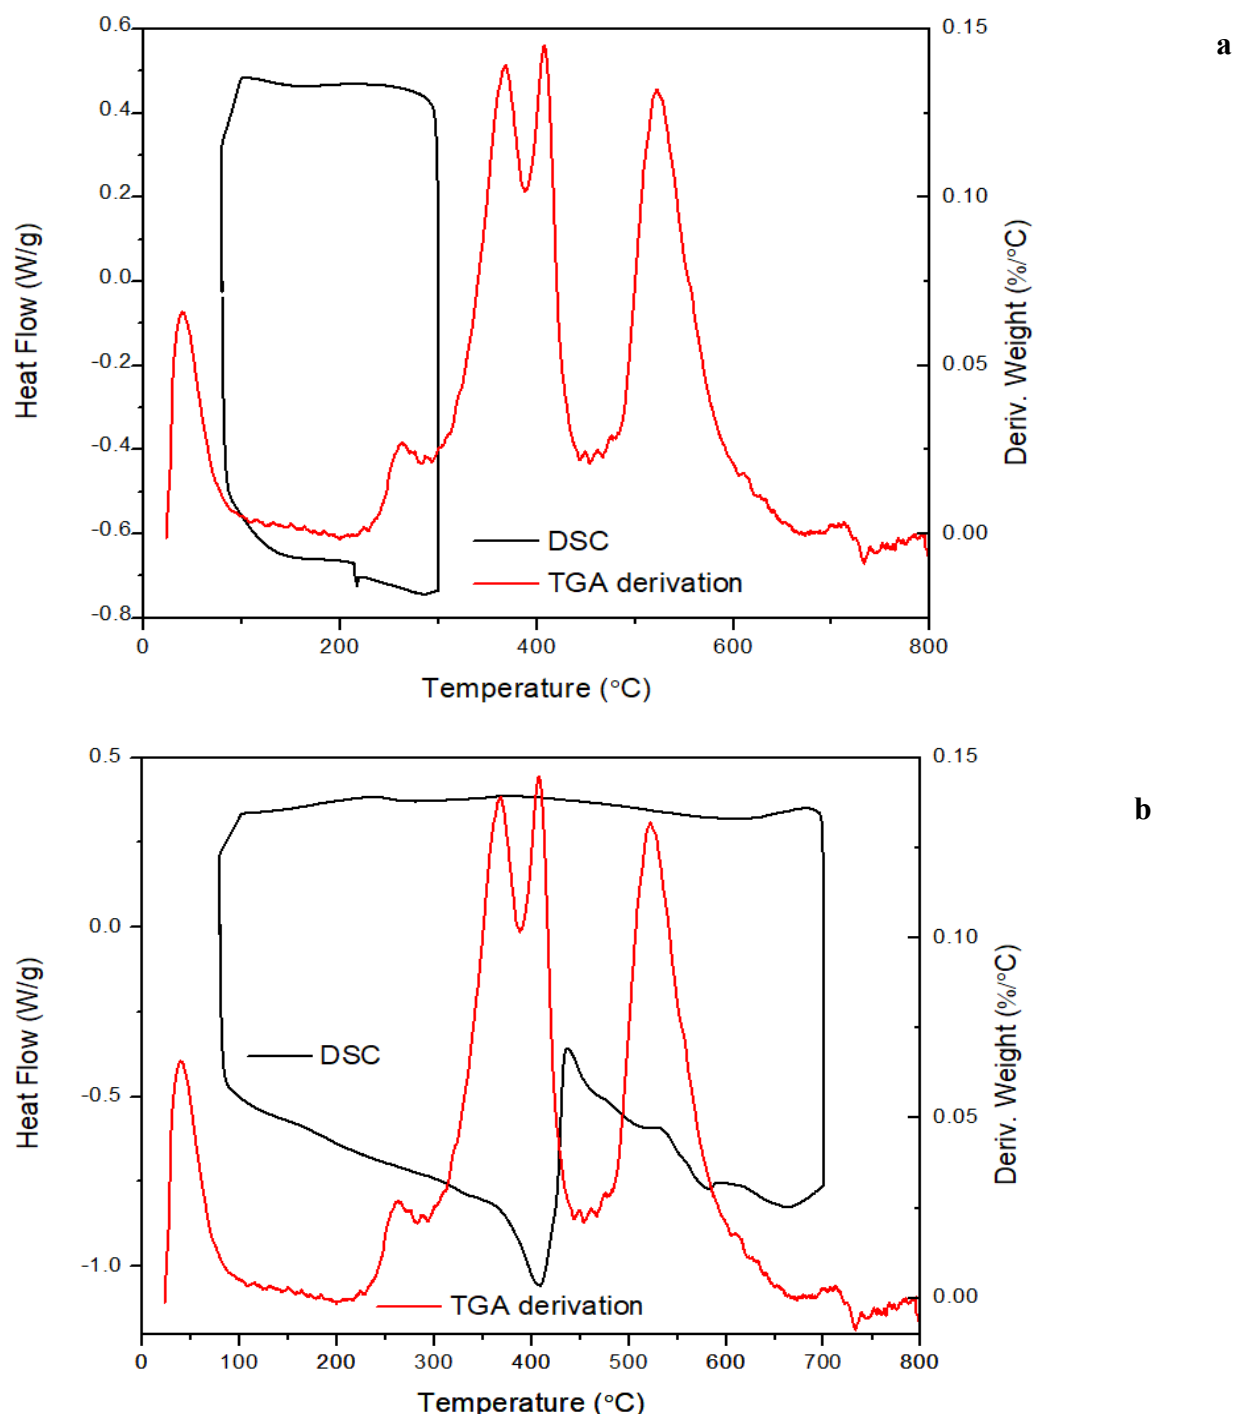 a
0.6
0.4
0.2
0.0
-0.2
-0.4
-0.6
-0.8
Heat Flow (W/g)
0.15
0.10
0.05
0.00
Deriv. Weight (%/°C)
DSC
TGA derivation
0 200 400 600 800
Temperature (°C)
b
0.5
0.0
-0.5
-1.0
Heat Flow (W/g)
0.15
0.10
0.05
0.00
Deriv. Weight (%/°C)
DSC
TGA derivation
0 100 200 300 400 500 600 700 800
Temperature (°C)